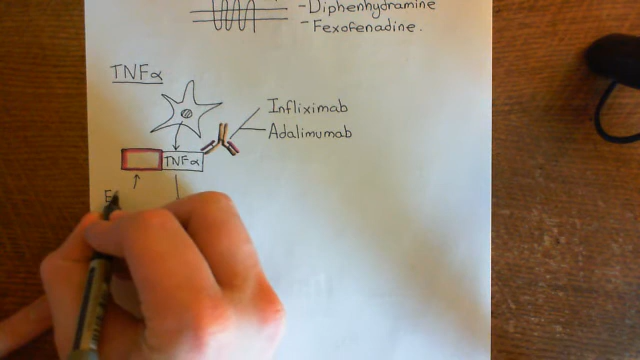 -Diphenhydramine
-Fexofenadine.
TNFα
Infliximab
Adalimumab
TNFα
E